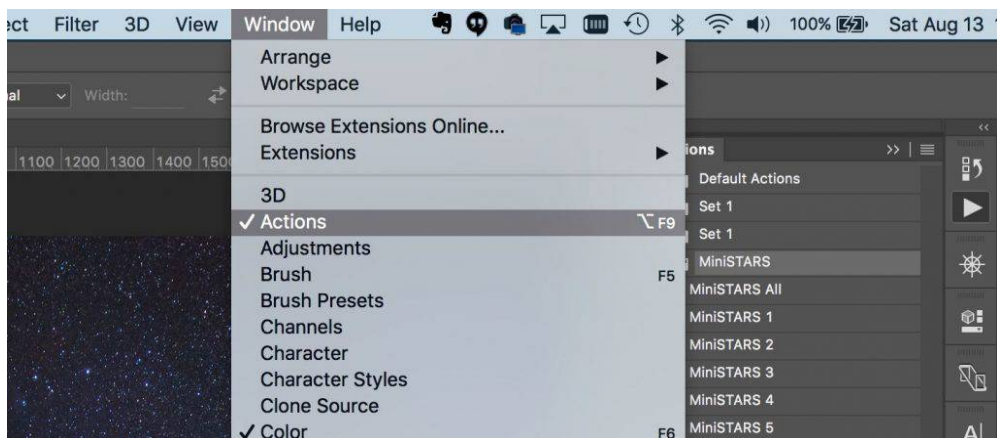 ect Filter 3D View Window Help 100% Sat Aug 13
Arrange
Workspace
al Width:
Browse Extensions Online...
Extensions
1100 1200 1300 1400 1500
ions
Default Actions
3D
Set 1
✓ Actions ⌥ F9
Set 1
Adjustments
MiniSTARS
Brush F5
MiniSTARS All
Brush Presets
MiniSTARS 1
Channels
MiniSTARS 2
Character
MiniSTARS 3
Character Styles
MiniSTARS 4
Clone Source
MiniSTARS 5
✓ Color F6
A